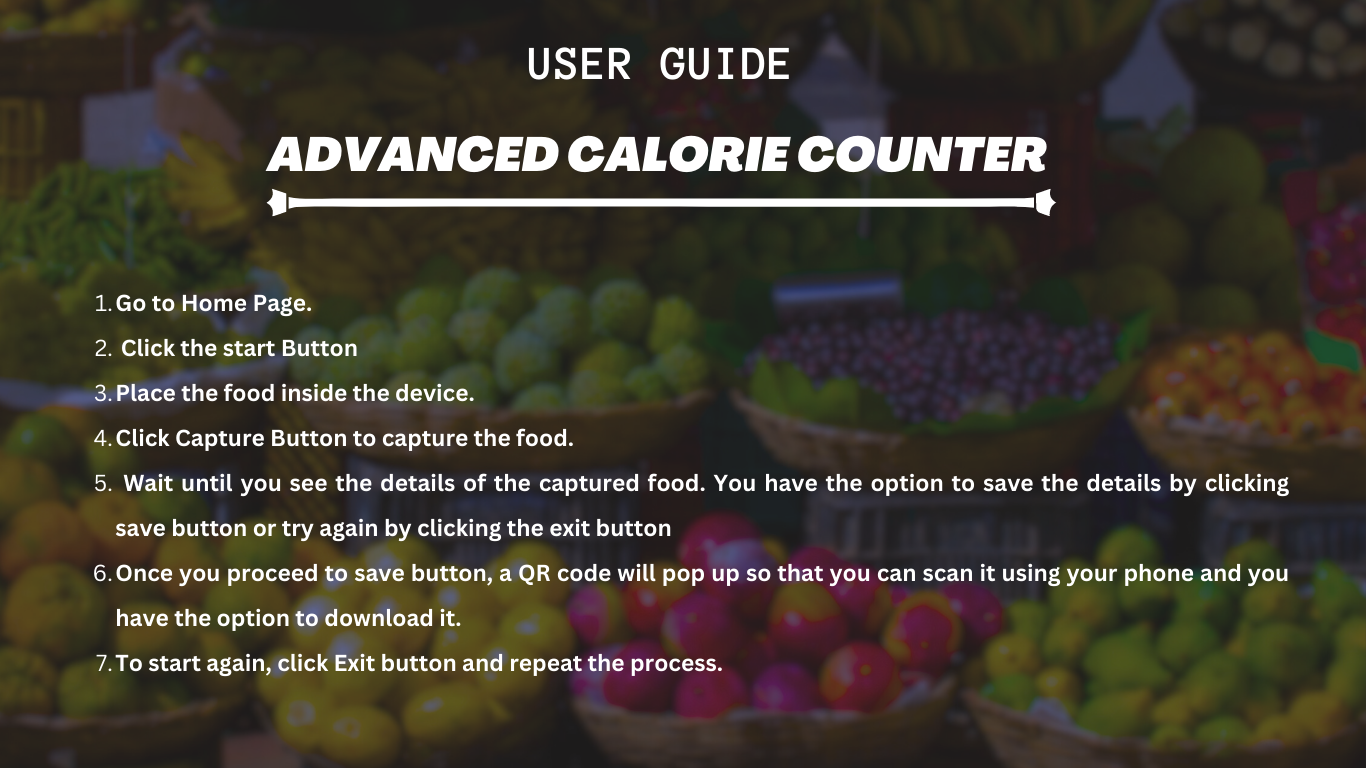 USER GUIDE
ADVANCED CALORIE COUNTER
1. Go to Home Page.
2. Click the start Button
3. Place the food inside the device.
4. Click Capture Button to capture the food.
5. Wait until you see the details of the captured food. You have the option to save the details by clicking
save button or try again by clicking the exit button
6. Once you proceed to save button, a QR code will pop up so that you can scan it using your phone and you
have the option to download it.
7. To start again, click Exit button and repeat the process.